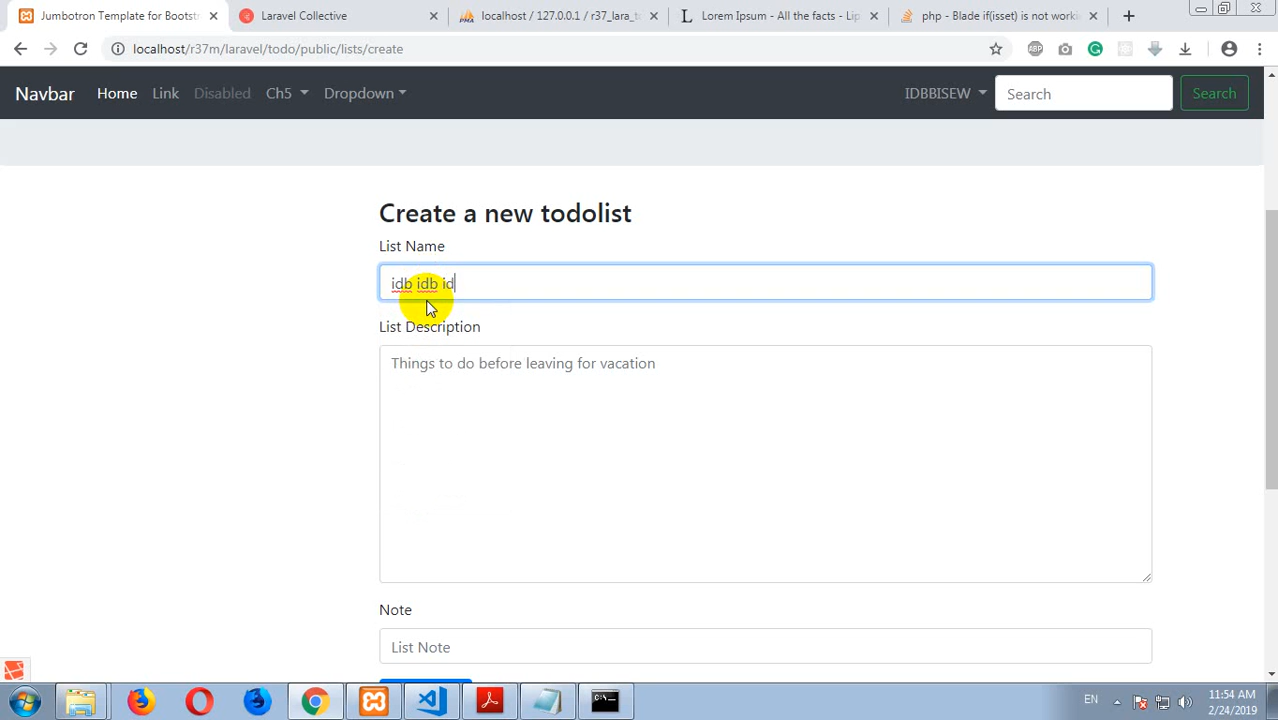 Jumbotron Template for Bootst
Laravel Collective
localhost / 127.0.0.1 / r37_lara_t
Lorem Ipsum - All the facts - Lip
php - Blade if(isset) is not worki
localhost/r37m/laravel/todo/public/lists/create
ABP
Navbar
Home
Link
Disabled
Ch5
Dropdown
IDBBISEW
Search
Search
Create a new todolist
List Name
idb idb id
List Description
Things to do before leaving for vacation
Note
List Note
EN
11:54 AM
2/24/2019